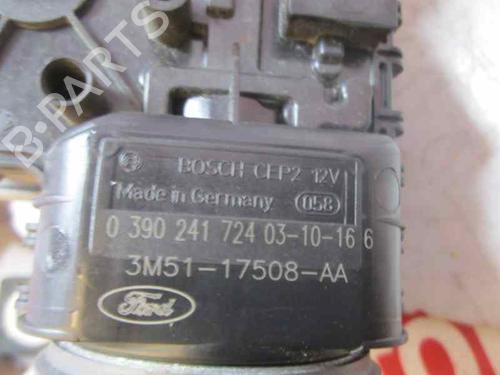 B-PARTS
BOSCH CEP2 12V
Made in Germany 058
0 390 241 724 03-10-16 6
3M51-17508-AA
Ford